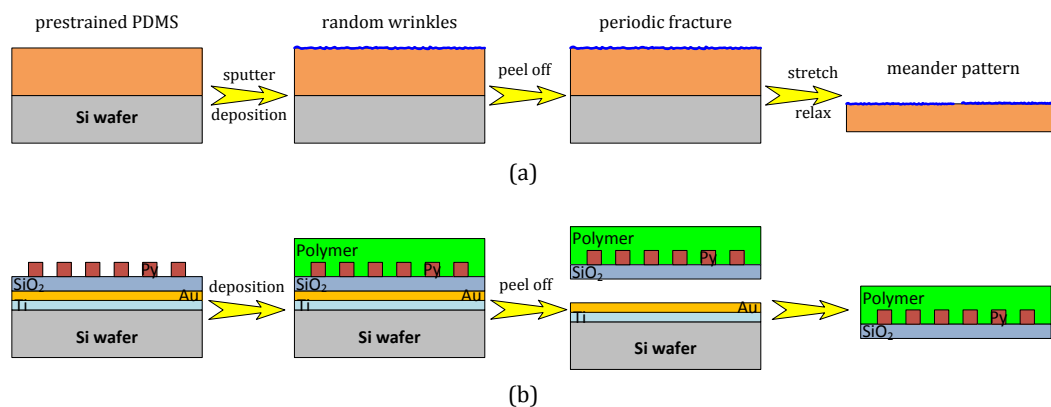 prestrained PDMS
random wrinkles
periodic fracture
meander pattern
sputter
deposition
peel off
stretch
relax
Si wafer
(a)
Polymer
Py
SiO2
Au
Ti
Si wafer
deposition
Polymer
Py
SiO2
Au
Ti
Si wafer
peel off
Polymer
Py
SiO2
Au
Ti
Si wafer
Polymer
Py
SiO2
(b)